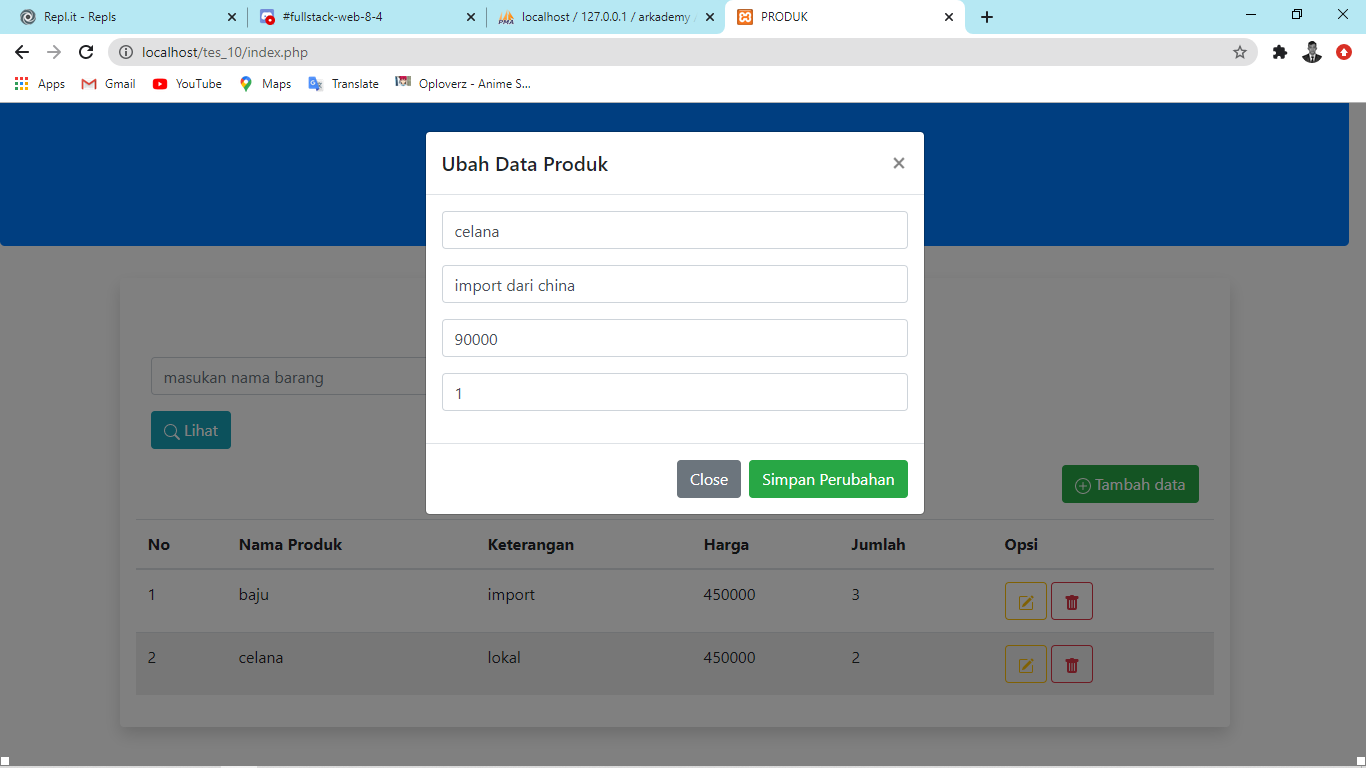 Repl.it - Repls
#fullstack-web-8-4
localhost / 127.0.0.1 / arkademy
PRODUK
localhost/tes_10/index.php
Apps Gmail YouTube Maps Translate Oploverz - Anime S...
Ubah Data Produk
celana
import dari china
90000
masukan nama barang
1
Lihat
Close Simpan Perubahan
Tambah data
No Nama Produk Keterangan Harga Jumlah Opsi
1 baju import 450000 3
2 celana lokal 450000 2